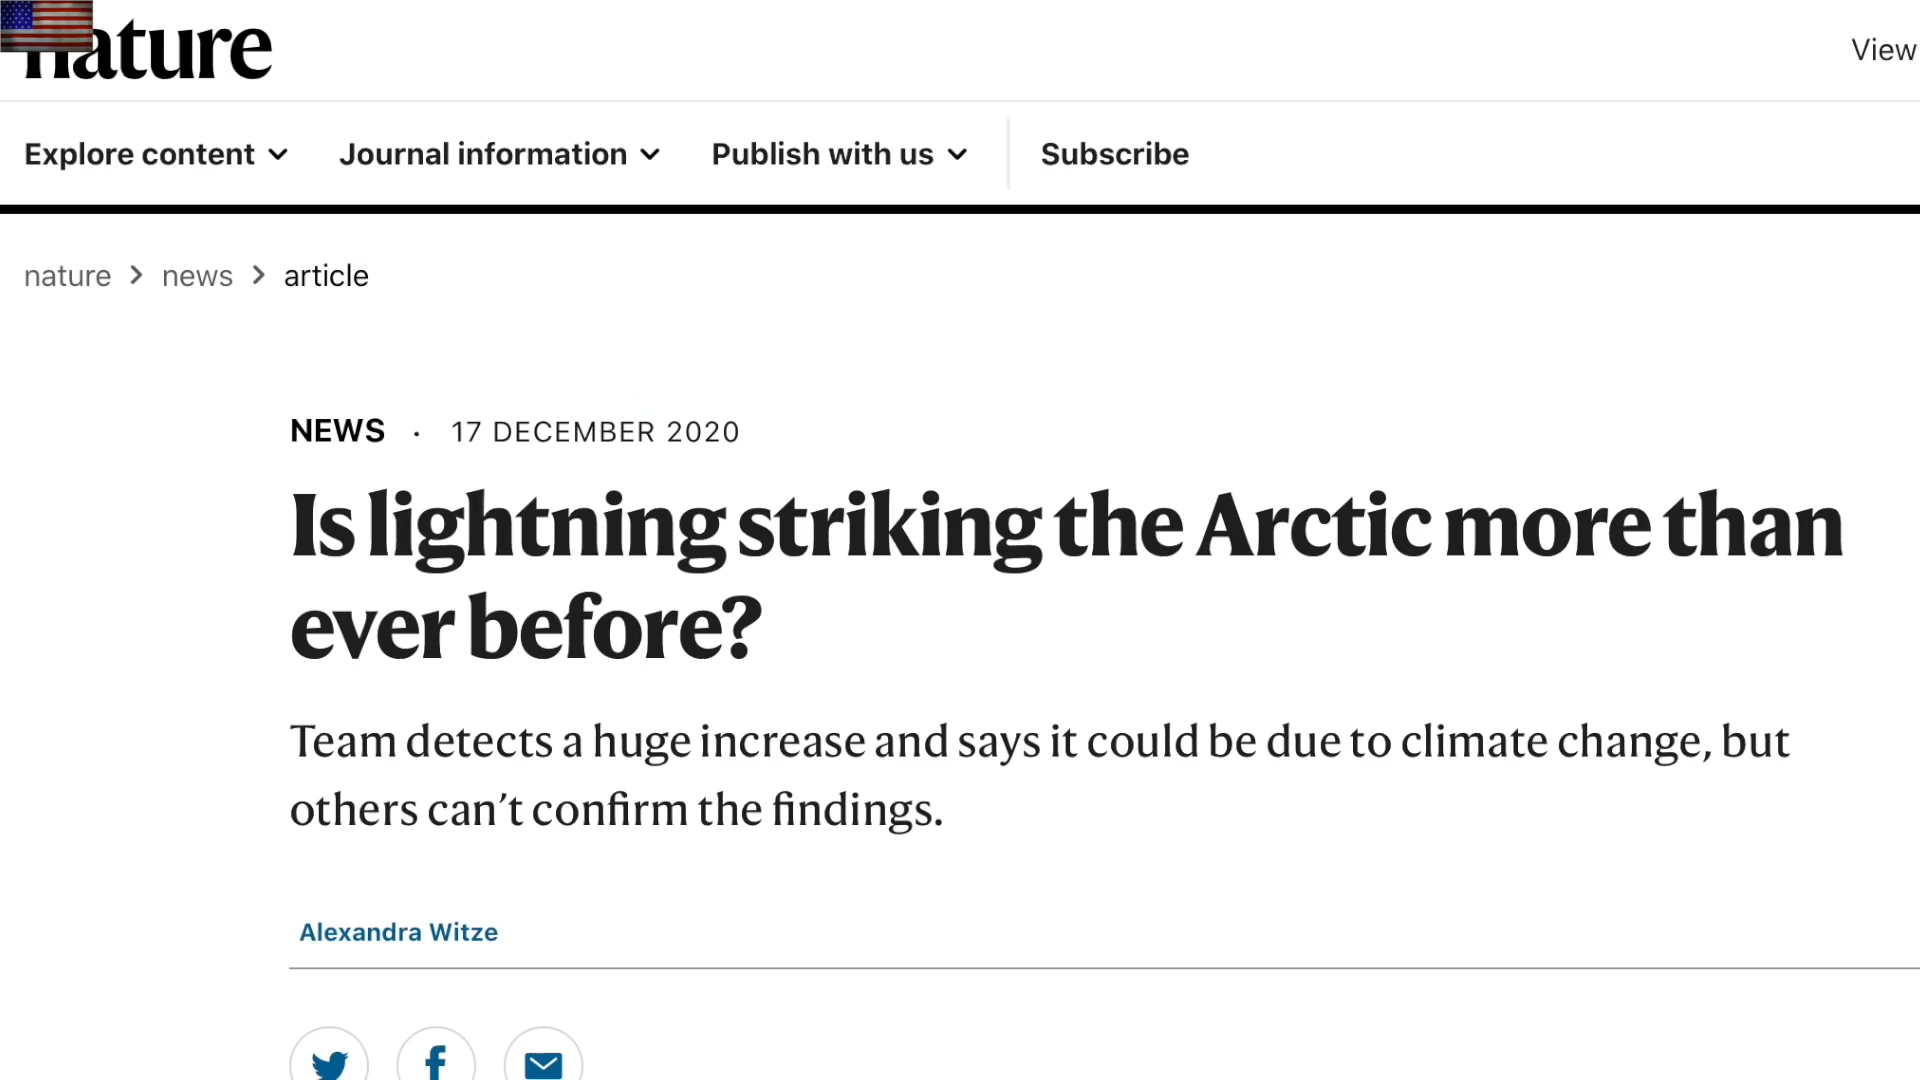 nature
View
Explore content
Journal information
Publish with us
Subscribe
nature > news > article
NEWS · 17 DECEMBER 2020
Is lightning striking the Arctic more than
ever before?
Team detects a huge increase and says it could be due to climate change, but
others can’t confirm the findings.
Alexandra Witze